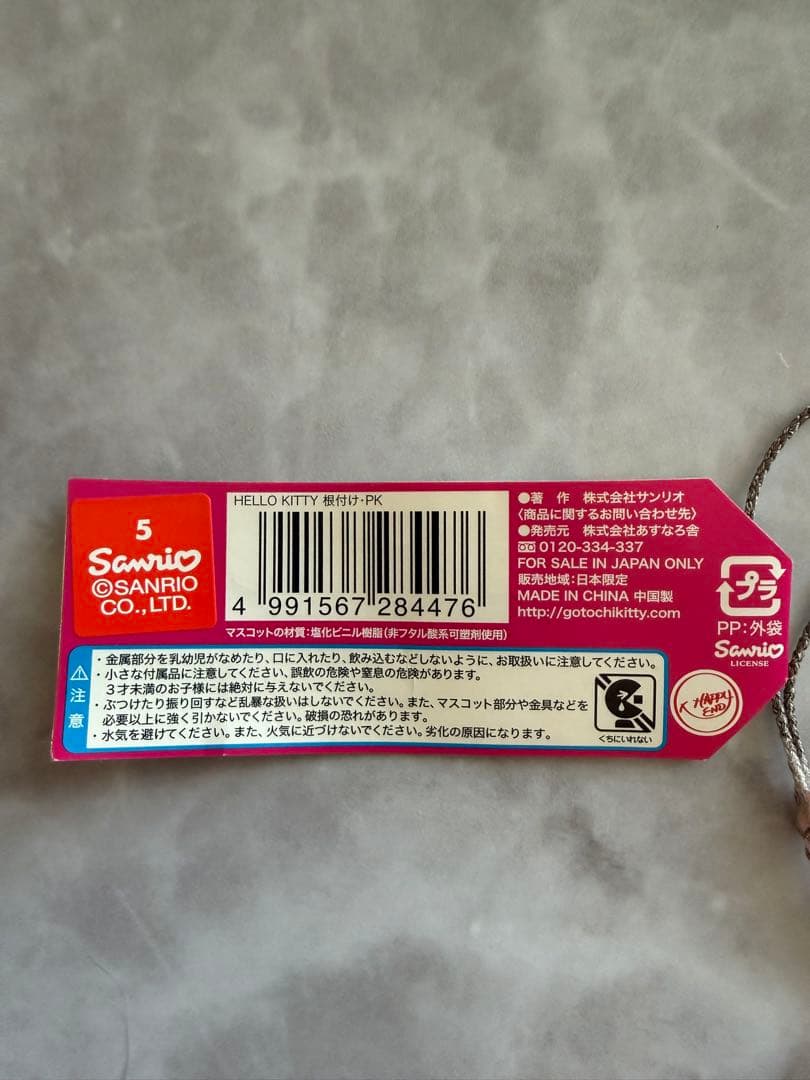 5
Sanrio
©SANRIO
CO., LTD.
HELLO KITTY 根付け・PK
4 991567 284476
マスコットの材質：塩化ビニル樹脂（非フタル酸系可塑剤使用）
●著 作 株式会社サンリオ
〈商品に関するお問い合わせ先〉
●発売元 株式会社あすなろ舎
0120-334-337
FOR SALE IN JAPAN ONLY
販売地域：日本限定
MADE IN CHINA 中国製
http://gotochikitty.com
プラ
PP：外袋
Sanrio
LICENSE
HAPPY
END
注意
・金属部分を乳幼児がなめたり、口に入れたり、飲み込むなどしないように、お取扱いに注意してください。
・小さな付属品に注意してください、誤飲の危険や窒息の危険があります。
３才未満のお子様には絶対に与えないでください。
・ぶつけたり振り回すなど乱暴な扱いはしないでください。また、マスコット部分や金具などを
必要以上に強く引かないでください。破損の恐れがあります。
・水気を避けてください。また、火気に近づけないでください。劣化の原因になります。
くちにいれない